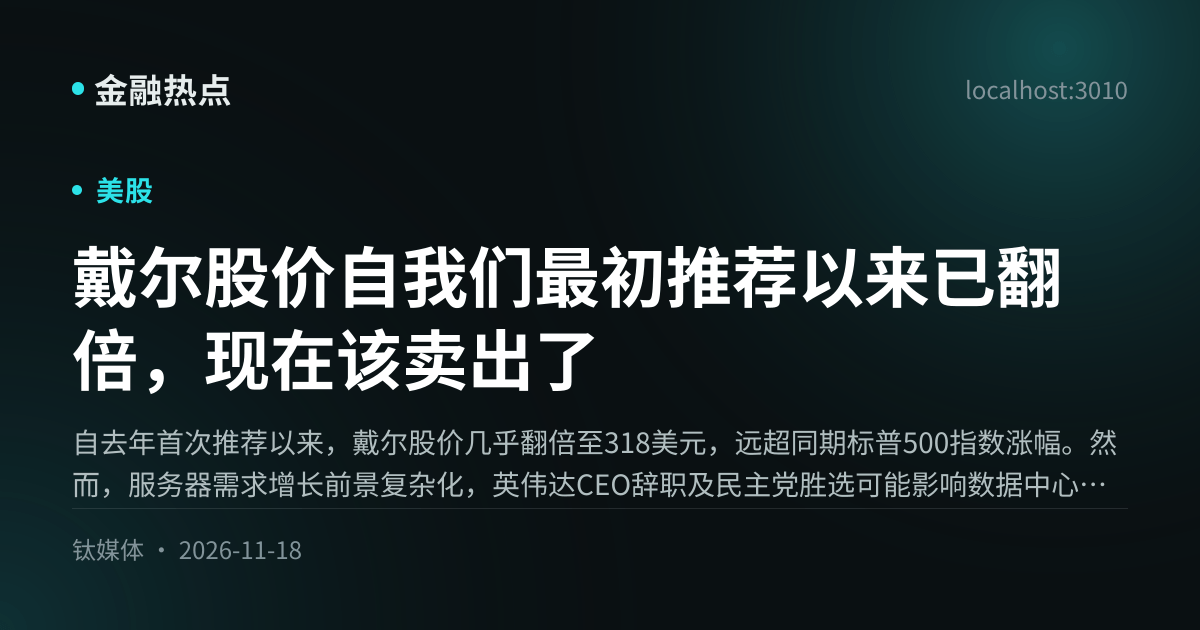 金融热点
localhost:3010
美股
戴尔股价自我们最初推荐以来已翻
倍，现在该卖出了
自去年首次推荐以来，戴尔股价几乎翻倍至318美元，远超同期标普500指数涨幅。然
而，服务器需求增长前景复杂化，英伟达CEO辞职及民主党胜选可能影响数据中心…
钛媒体 • 2026-11-18